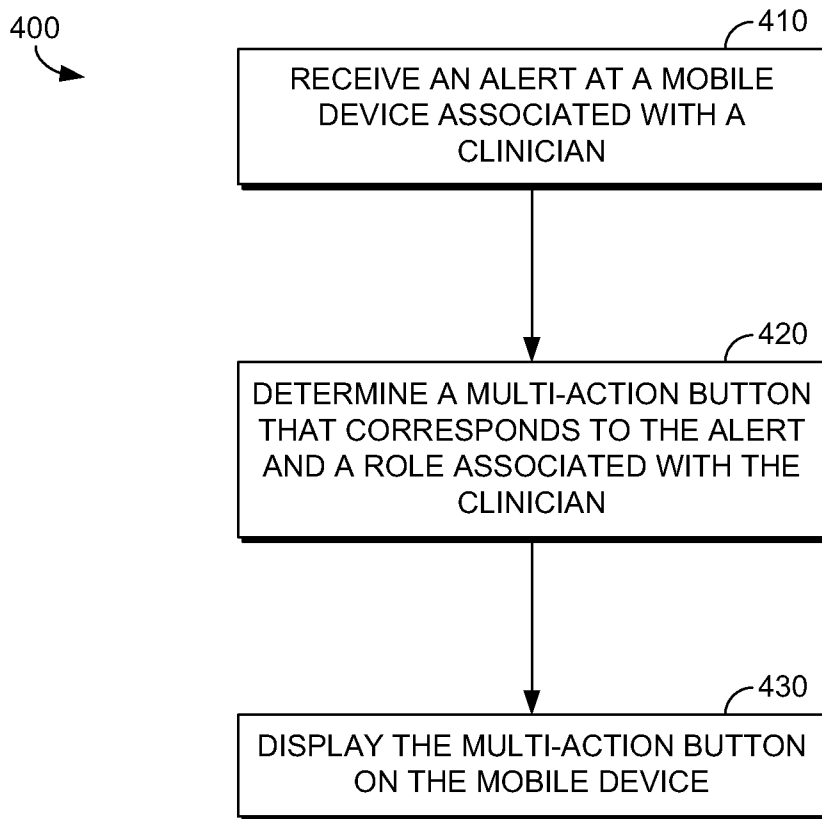 400
410
RECEIVE AN ALERT AT A MOBILE
DEVICE ASSOCIATED WITH A
CLINICIAN
420
DETERMINE A MULTI-ACTION BUTTON
THAT CORRESPONDS TO THE ALERT
AND A ROLE ASSOCIATED WITH THE
CLINICIAN
430
DISPLAY THE MULTI-ACTION BUTTON
ON THE MOBILE DEVICE